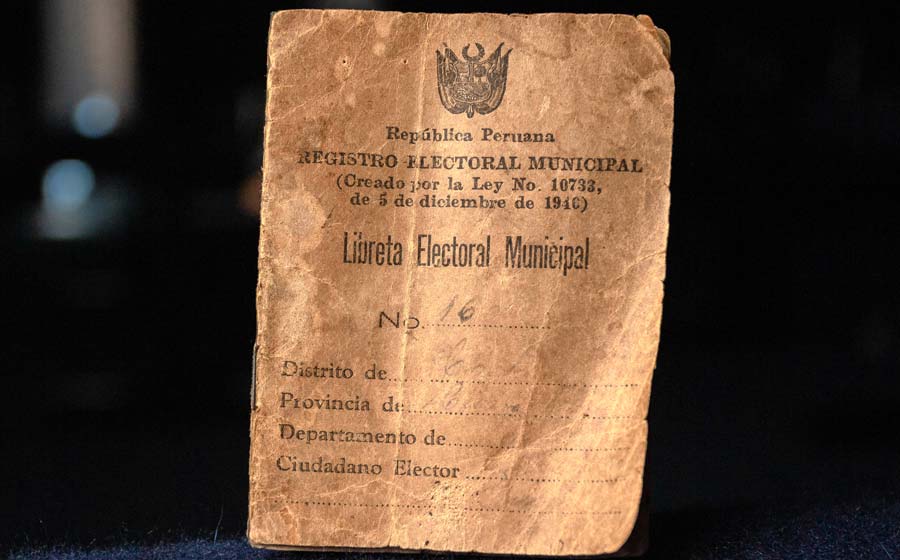 República Peruana
REGISTRO ELECTORAL MUNICIPAL
(Creado por la Ley No. 10733,
de 5 de diciembre de 1946)
Libreta Electoral Municipal
No. 16
Distrito de
Provincia de
Departamento de
Ciudadano Elector